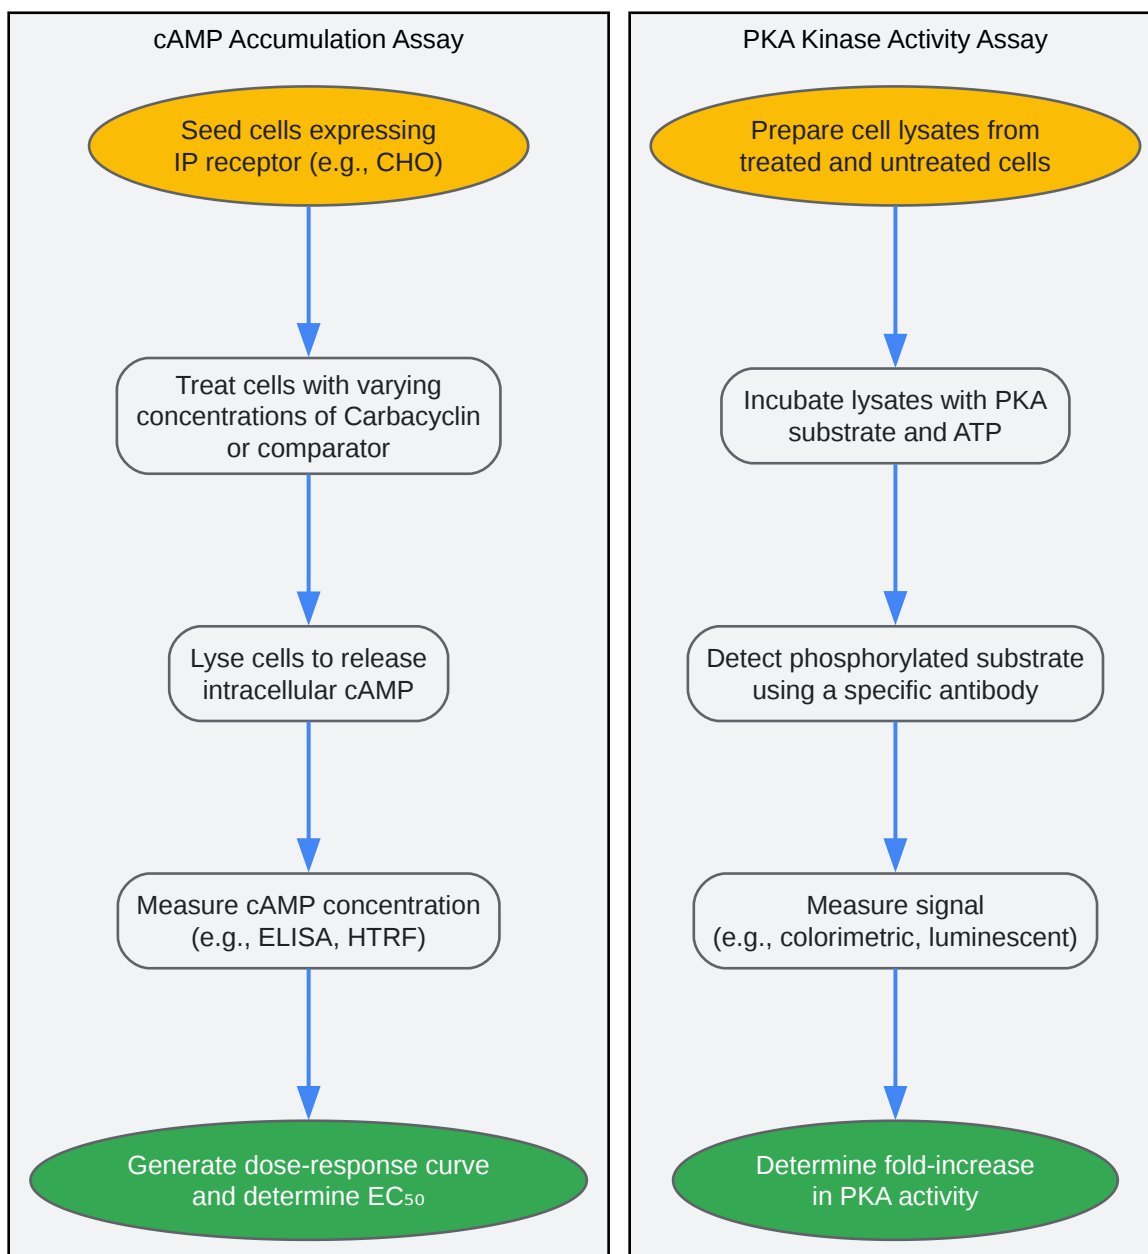 cAMP Accumulation Assay
Seed cells expressing
IP receptor (e.g., CHO)
Treat cells with varying
concentrations of Carbacyclin
or comparator
Lyse cells to release
intracellular cAMP
Measure cAMP concentration
(e.g., ELISA, HTRF)
Generate dose-response curve
and determine EC₅₀
PKA Kinase Activity Assay
Prepare cell lysates from
treated and untreated cells
Incubate lysates with PKA
substrate and ATP
Detect phosphorylated substrate
using a specific antibody
Measure signal
(e.g., colorimetric, luminescent)
Determine fold-increase
in PKA activity